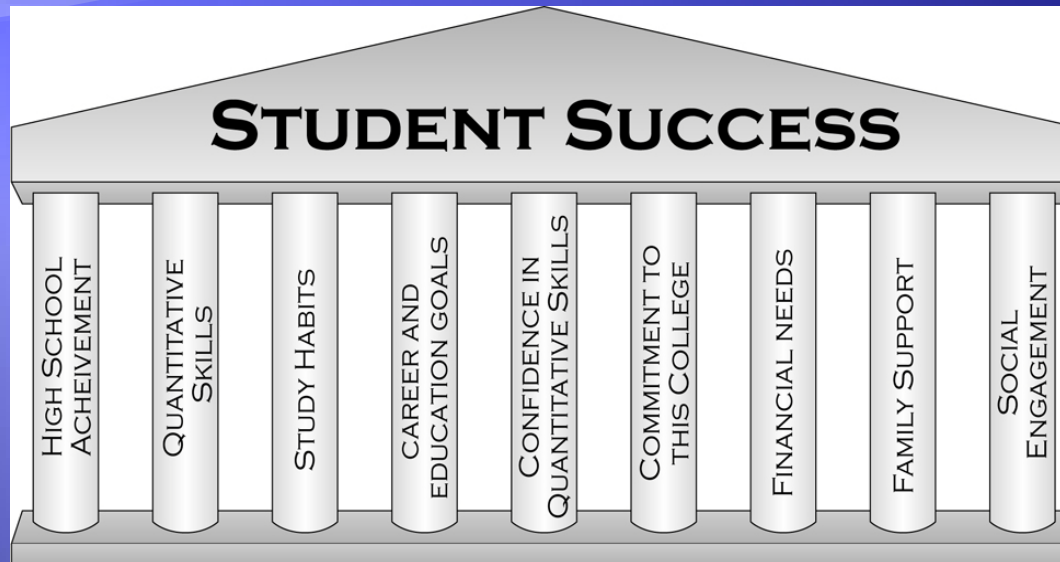 STUDENT SUCCESS
HIGH SCHOOL
ACHEIVEMENT
QUANTITATIVE
SKILLS
STUDY HABITS
CAREER AND
EDUCATION GOALS
CONFIDENCE IN
QUANTITATIVE SKILLS
COMMITMENT TO
THIS COLLEGE
FINANCIAL NEEDS
FAMILY SUPPORT
SOCIAL
ENGAGEMENT